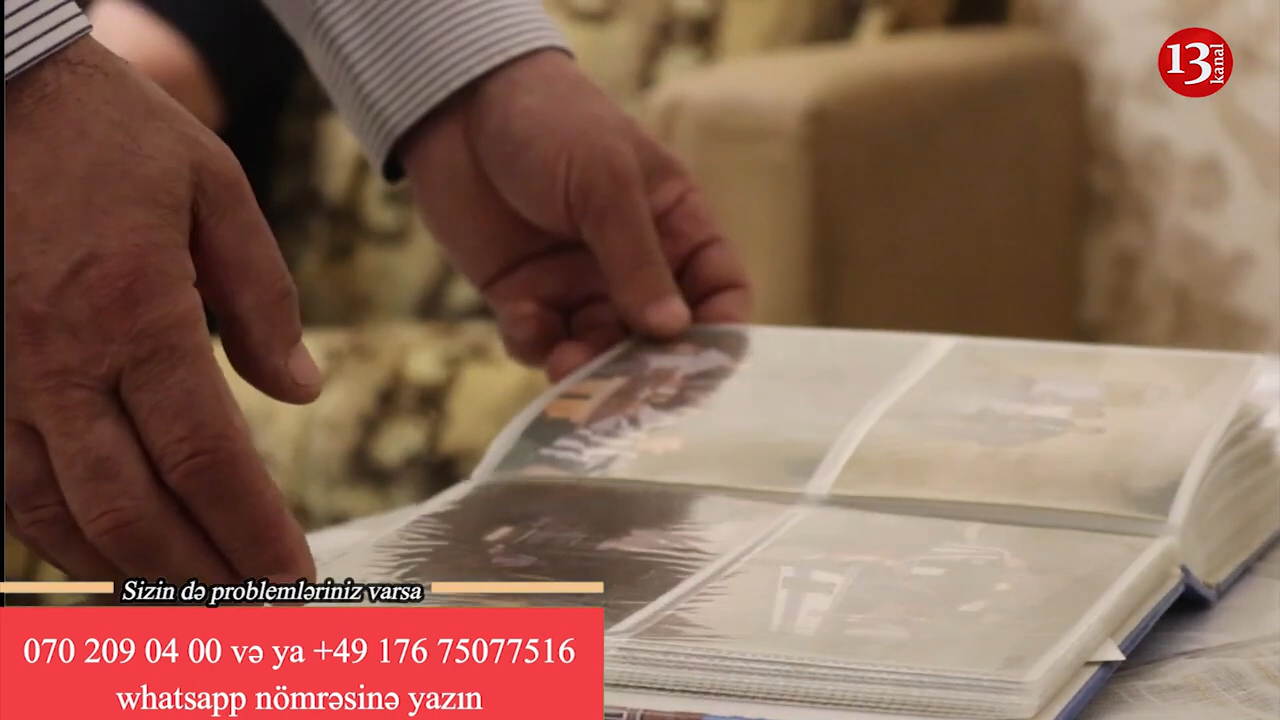 13 kanal
Sizin də problemləriniz varsa
070 209 04 00 və ya +49 176 75077516
whatsapp nömrəsinə yazın